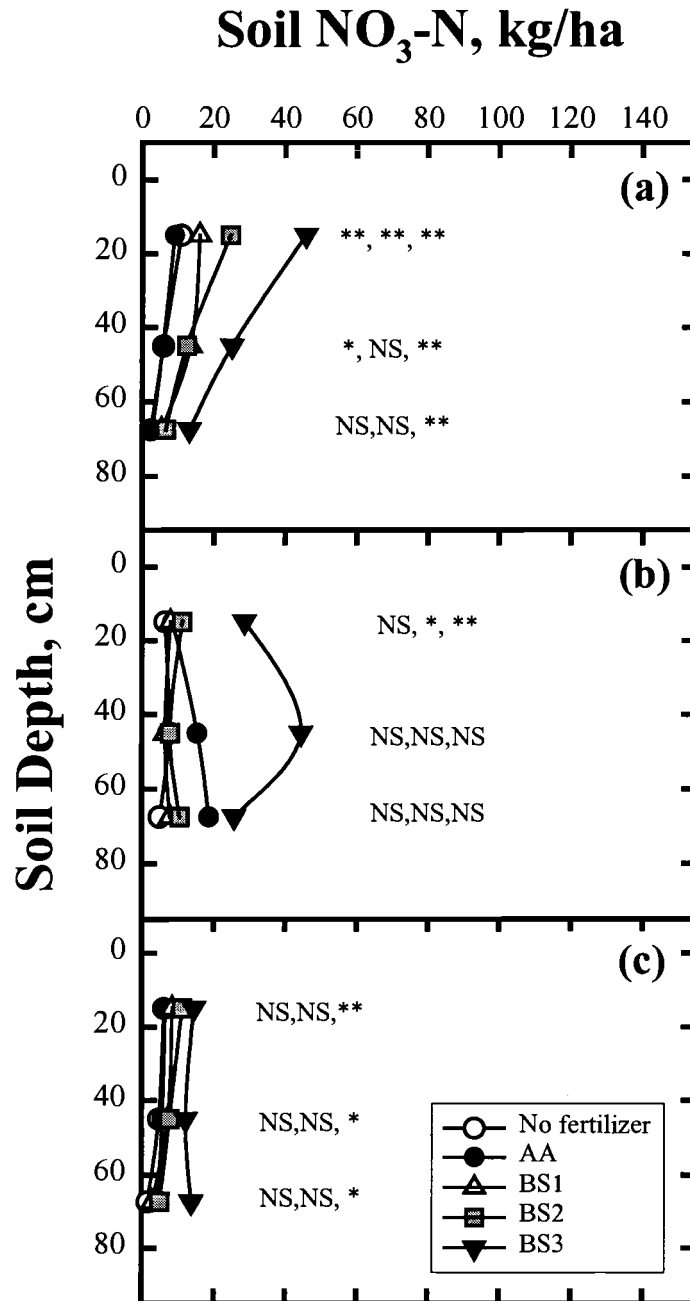 Soil NO3-N, kg/ha
0 20 40 60 80 100 120 140
Soil Depth, cm
0
(a)
20
**, **, **
40
*, NS, **
60
NS,NS, **
80
0
(b)
20
NS, *, **
40
NS,NS,NS
60
NS,NS,NS
80
0
(c)
20
NS,NS,**
40
NS,NS, *
60
NS,NS, *
80
No fertilizer
AA
BS1
BS2
BS3